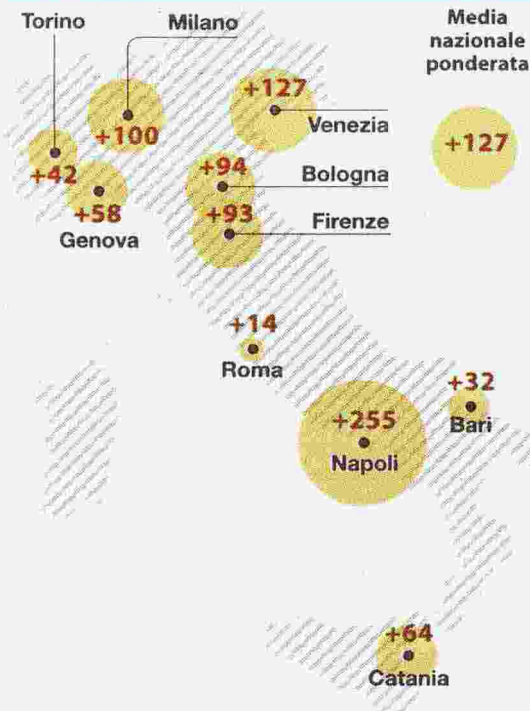 Torino
Milano
Media
nazionale
ponderata
+127
+127
Venezia
+100
+42
+94
Bologna
+58
Genova
+93
Firenze
+14
Roma
+32
Bari
+255
Napoli
+64
Catania